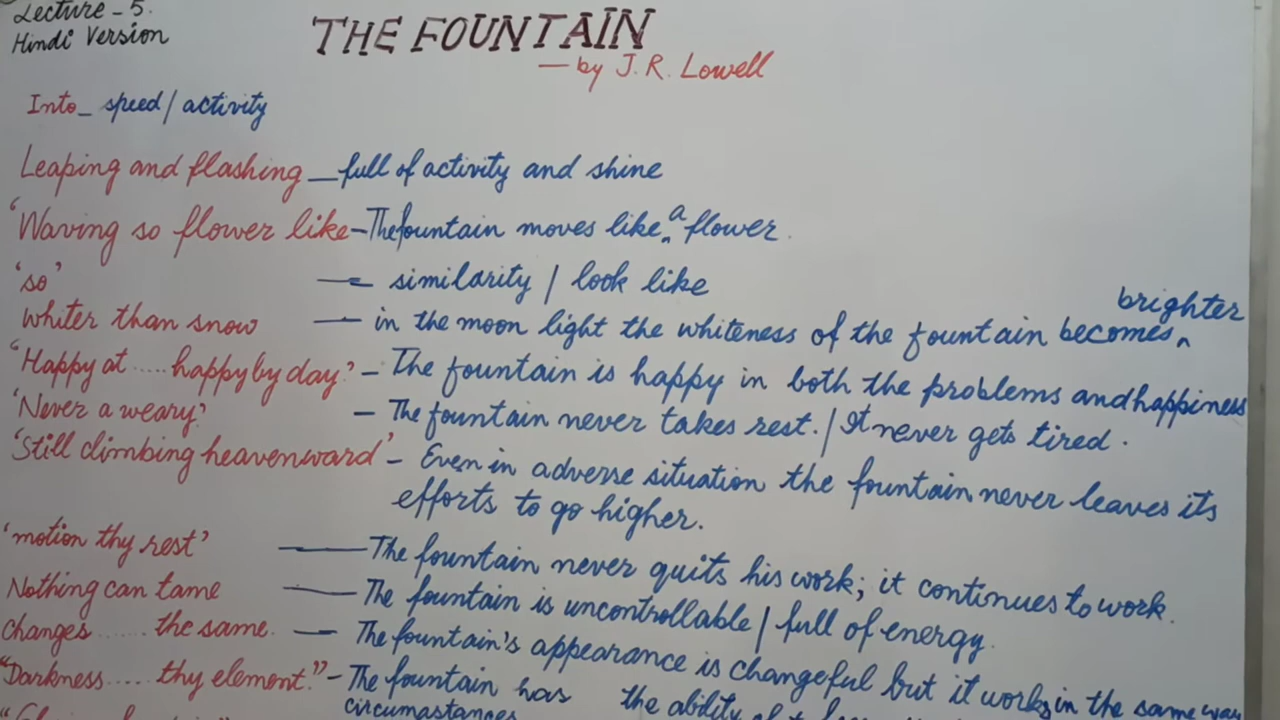 Lecture - 5.
Hindi Version
THE FOUNTAIN
— by J. R. Lowell
Into_ speed / activity
Leaping and flashing — full of activity and shine
'Waving so flower like - The fountain moves like a flower.
'so' — similarity / look like
whiter than snow — in the moon light the whiteness of the fountain becomes brighter
"Happy at ..... happy by day." - The fountain is happy in both the problems and happiness
'Never a weary' - The fountain never takes rest. / It never gets tired.
'Still climbing heavenward' - Even in adverse situation the fountain never leaves its
efforts to go higher.
'motion thy rest' — The fountain never quits his work; it continues to work.
Nothing can tame — The fountain is uncontrollable / full of energy
Changes ...... the same. — The fountain's appearance is changeful but it works in the same way
"Darkness ..... thy element." - The fountain has the ability
circumstances